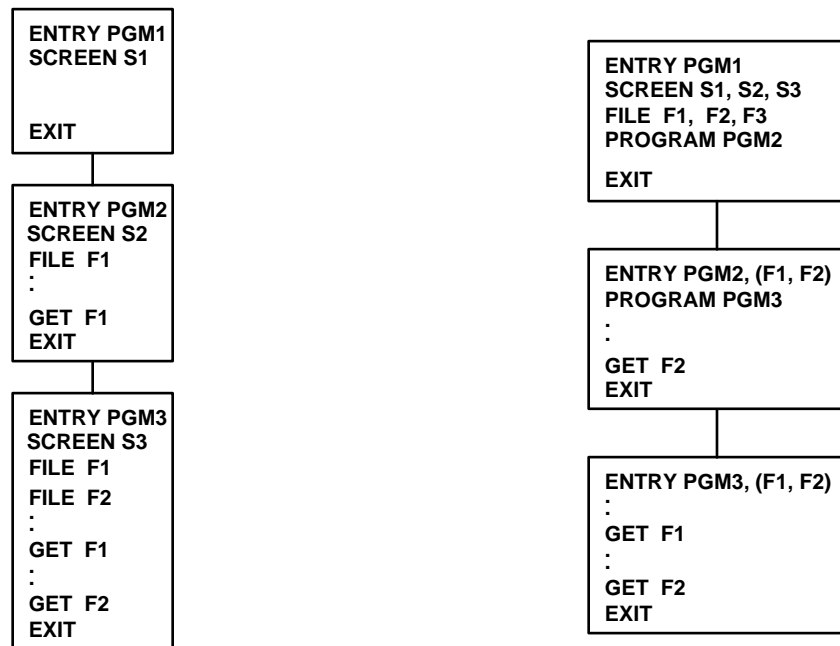 ENTRY PGM1
SCREEN S1
EXIT
ENTRY PGM2
SCREEN S2
FILE F1
:
GET F1
EXIT
ENTRY PGM3
SCREEN S3
FILE F1
FILE F2
:
GET F1
:
GET F2
EXIT
ENTRY PGM1
SCREEN S1, S2, S3
FILE F1, F2, F3
PROGRAM PGM2
EXIT
ENTRY PGM2, (F1, F2)
PROGRAM PGM3
:
GET F2
EXIT
ENTRY PGM3, (F1, F2)
:
GET F1
:
GET F2
EXIT